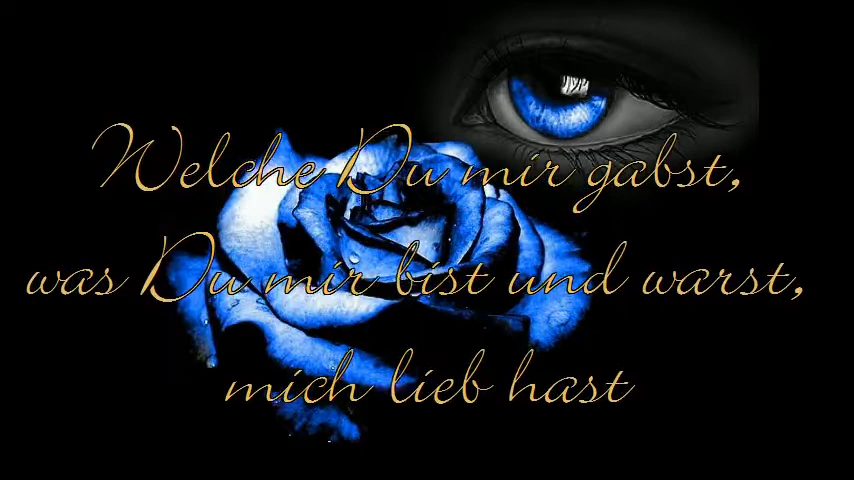 Welche Du mir gabst,
was Du mir bist und warst,
mich lieb hast